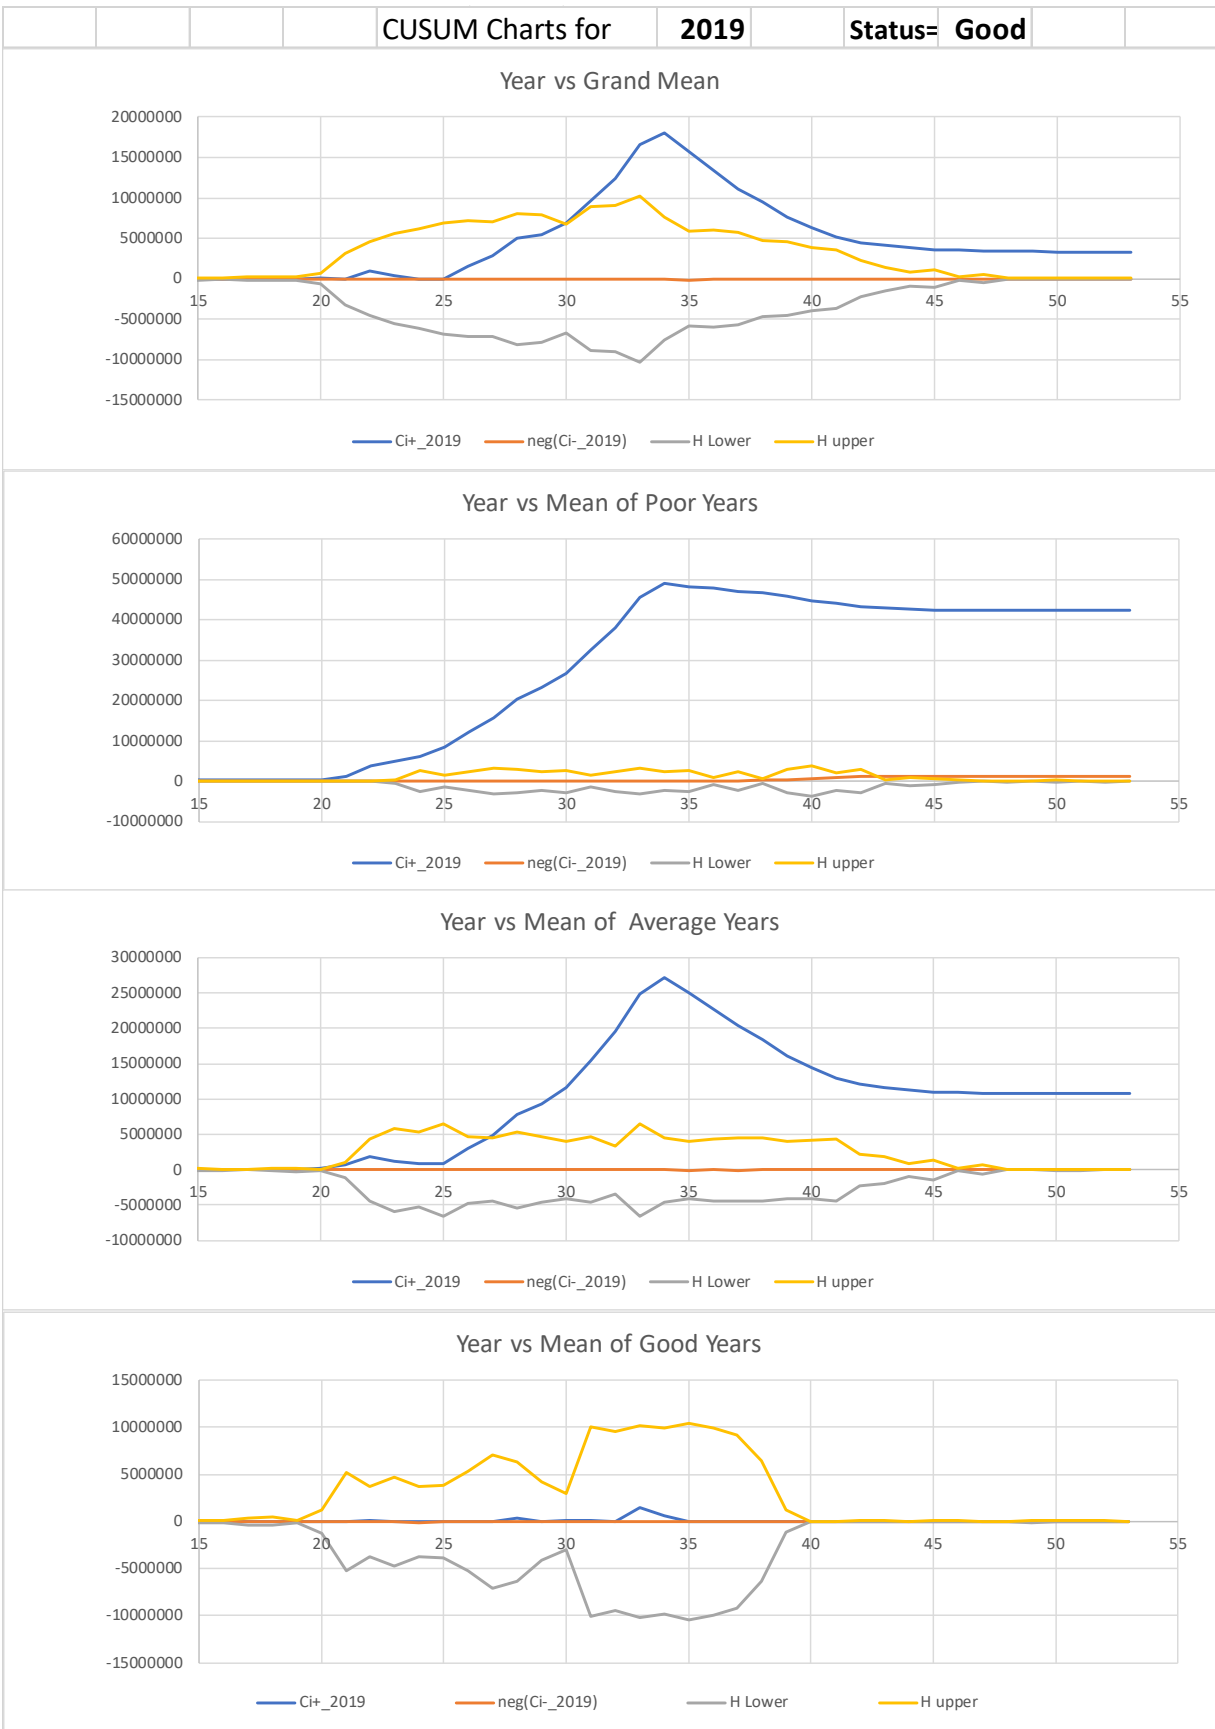 CUSUM Charts for 2019 Status= Good
Year vs Grand Mean
20000000
15000000
10000000
5000000
0
-5000000
-10000000
-15000000
15 20 25 30 35 40 45 50 55
Ci+_2019 neg(Ci-_2019) H Lower H upper
Year vs Mean of Poor Years
60000000
50000000
40000000
30000000
20000000
10000000
0
-10000000
15 20 25 30 35 40 45 50 55
Ci+_2019 neg(Ci-_2019) H Lower H upper
Year vs Mean of Average Years
30000000
25000000
20000000
15000000
10000000
5000000
0
-5000000
-10000000
15 20 25 30 35 40 45 50 55
Ci+_2019 neg(Ci-_2019) H Lower H upper
Year vs Mean of Good Years
15000000
10000000
5000000
0
-5000000
-10000000
-15000000
15 20 25 30 35 40 45 50 55
Ci+_2019 neg(Ci-_2019) H Lower H upper